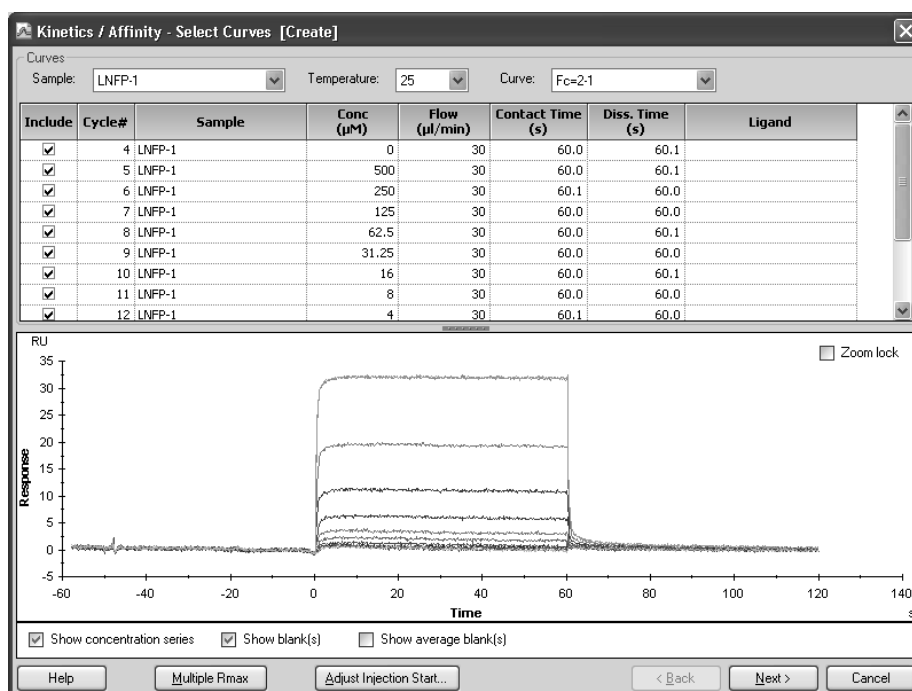 Kinetics / Affinity - Select Curves [Create]
Curves
Sample: LNFP-1 Temperature: 25 Curve: Fc=2-1
Include Cycle# Sample Conc (µM) Flow (µl/min) Contact Time (s) Diss. Time (s) Ligand
4 LNFP-1 0 30 60.0 60.1
5 LNFP-1 500 30 60.0 60.1
6 LNFP-1 250 30 60.1 60.0
7 LNFP-1 125 30 60.0 60.0
8 LNFP-1 62.5 30 60.0 60.1
9 LNFP-1 31.25 30 60.0 60.0
10 LNFP-1 16 30 60.0 60.1
11 LNFP-1 8 30 60.0 60.0
12 LNFP-1 4 30 60.1 60.0
RU
Zoom lock
35
30
25
20
15
10
5
0
-5
Response
-60 -40 -20 0 20 40 60 80 100 120 140
Time
s
Show concentration series Show blank(s) Show average blank(s)
Help Multiple Rmax Adjust Injection Start... < Back Next > Cancel